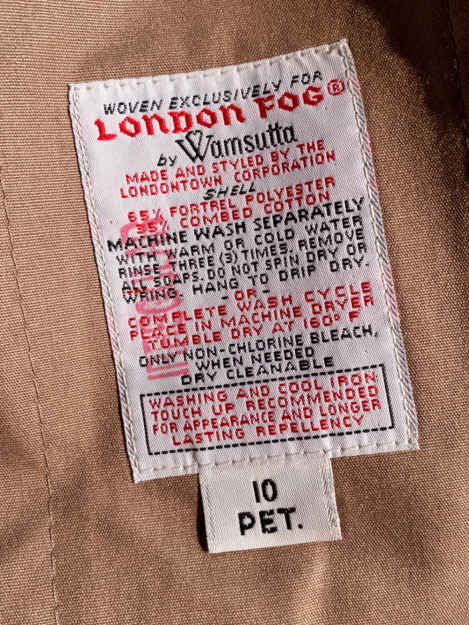 WOVEN EXCLUSIVELY FOR
LONDON FOG®
by Wamsutta
MADE AND STYLED BY THE
LONDONTOWN CORPORATION
SHELL
65% FORTREL POLYESTER
35% COMBED COTTON
MACHINE WASH SEPARATELY
WITH WARM OR COLD WATER
RINSE THREE (3) TIMES. REMOVE
ALL SOAPS. DO NOT SPIN DRY OR
WRING. HANG TO DRIP DRY.
-OR-
COMPLETE WASH CYCLE
PLACE IN MACHINE DRYER
TUMBLE DRY AT 160° F
ONLY NON-CHLORINE BLEACH,
WHEN NEEDED
DRY CLEANABLE
WASHING AND COOL IRON
TOUCH UP RECOMMENDED
FOR APPEARANCE AND LONGER
LASTING REPELLENCY
10
PET.